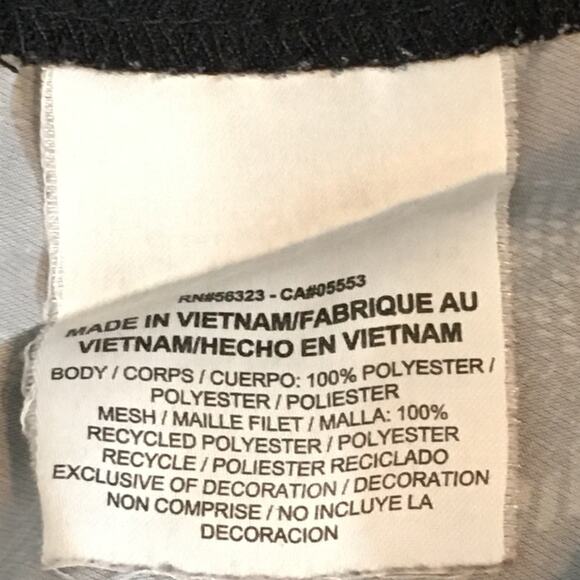 RN#56323 - CA#05553
MADE IN VIETNAM/FABRIQUE AU
VIETNAM/HECHO EN VIETNAM
BODY / CORPS / CUERPO: 100% POLYESTER /
POLYESTER / POLIESTER
MESH / MAILLE FILET / MALLA: 100%
RECYCLED POLYESTER / POLYESTER
RECYCLE / POLIESTER RECICLADO
EXCLUSIVE OF DECORATION / DECORATION
NON COMPRISE / NO INCLUYE LA
DECORACION